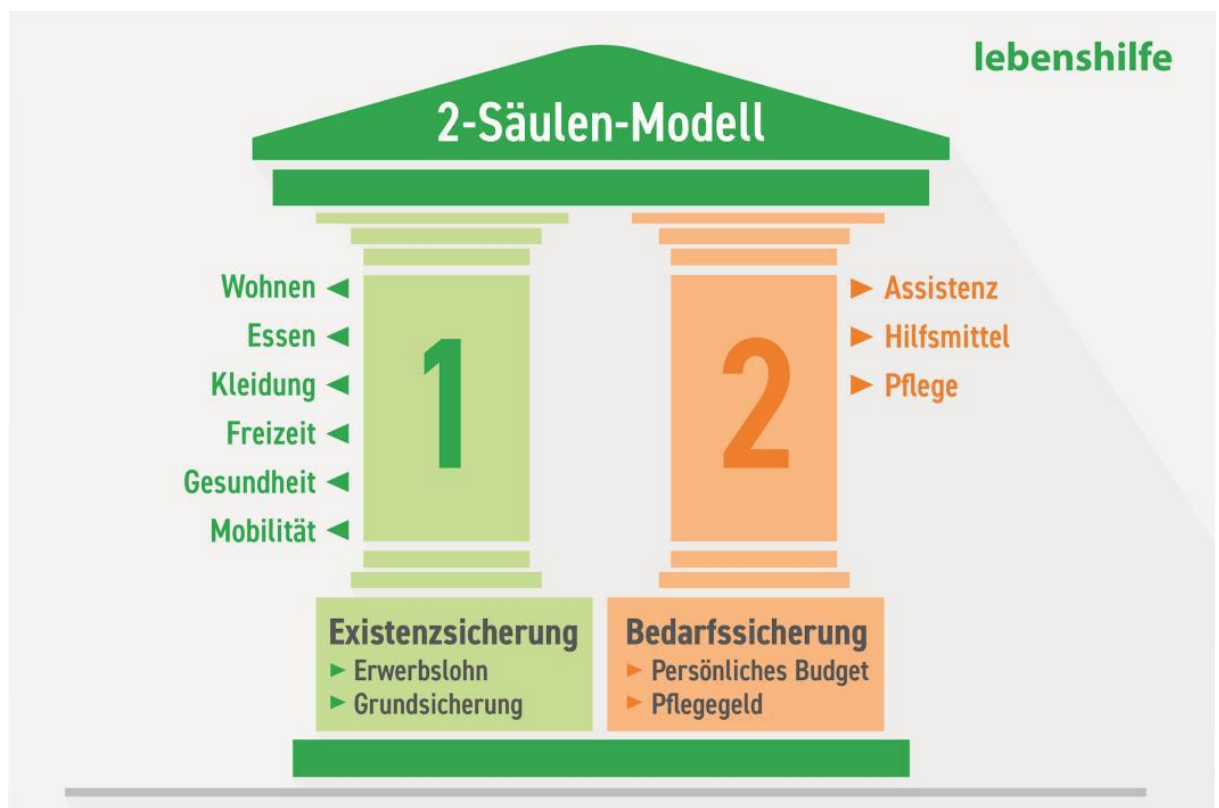 lebenshilfe
2-Säulen-Modell
Wohnen
Essen
Kleidung
Freizeit
Gesundheit
Mobilität
1
2
Assistenz
Hilfsmittel
Pflege
Existenzsicherung
Erwerbslohn
Grundsicherung
Bedarfssicherung
Persönliches Budget
Pflegegeld